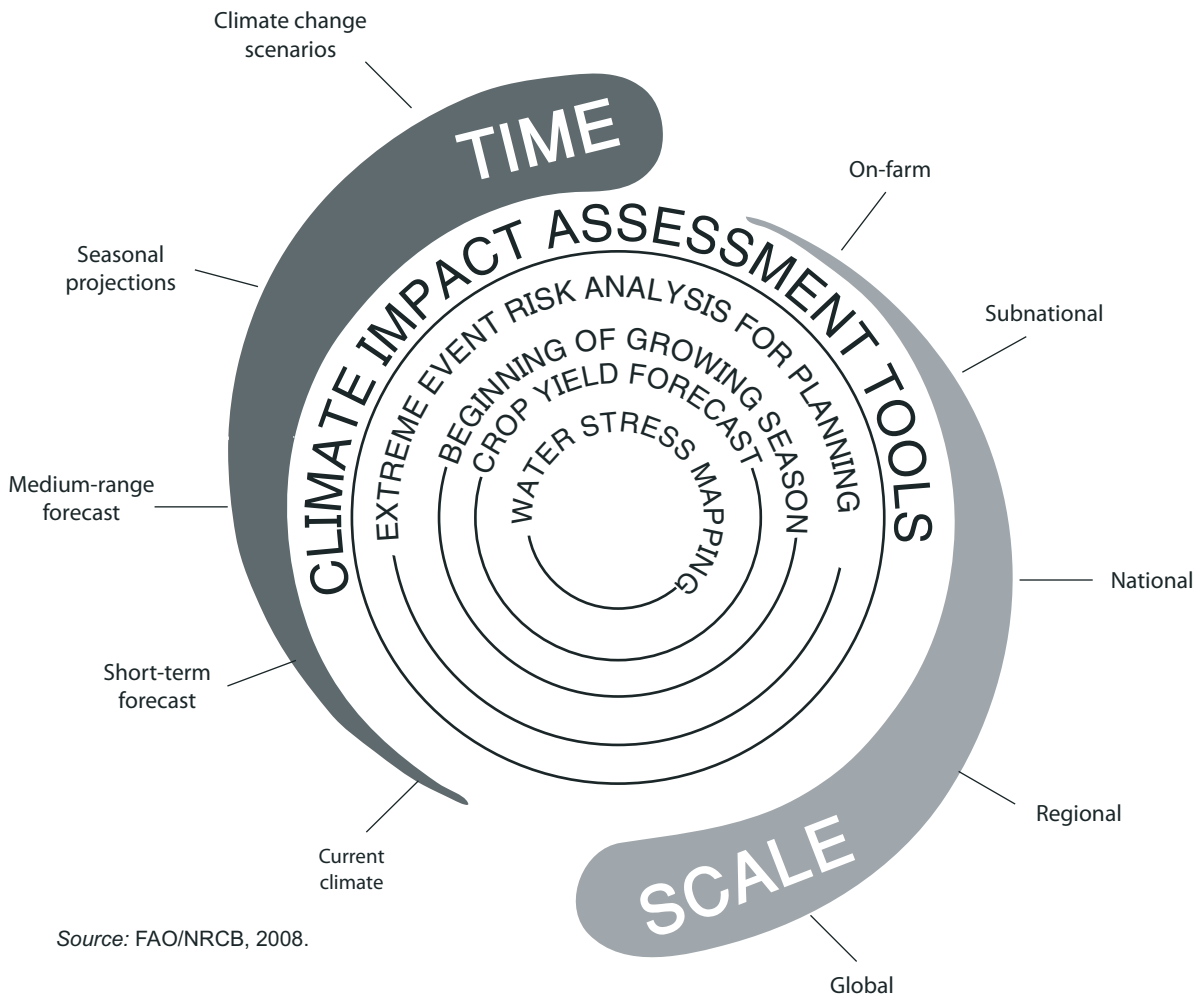 Climate change
scenarios
TIME
On-farm
Seasonal
projections
Subnational
CLIMATE IMPACT ASSESSMENT TOOLS
EXTREME EVENT RISK ANALYSIS FOR PLANNING
BEGINNING OF GROWING SEASON
CROP YIELD FORECAST
WATER STRESS MAPPING
Medium-range
forecast
National
Short-term
forecast
Regional
Current
climate
SCALE
Source: FAO/NRCB, 2008.
Global